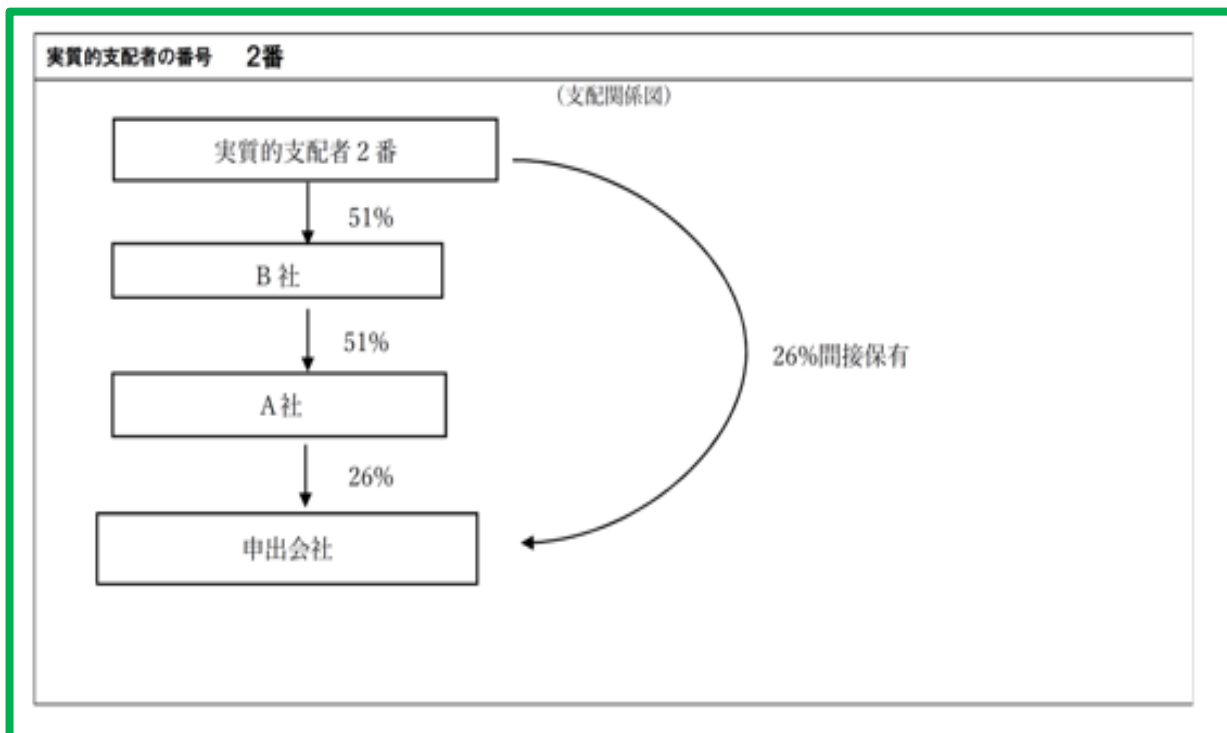 実質的支配者の番号 2番
(支配関係図)
実質的支配者2番
51%
B社
51%
26%間接保有
A社
26%
申出会社